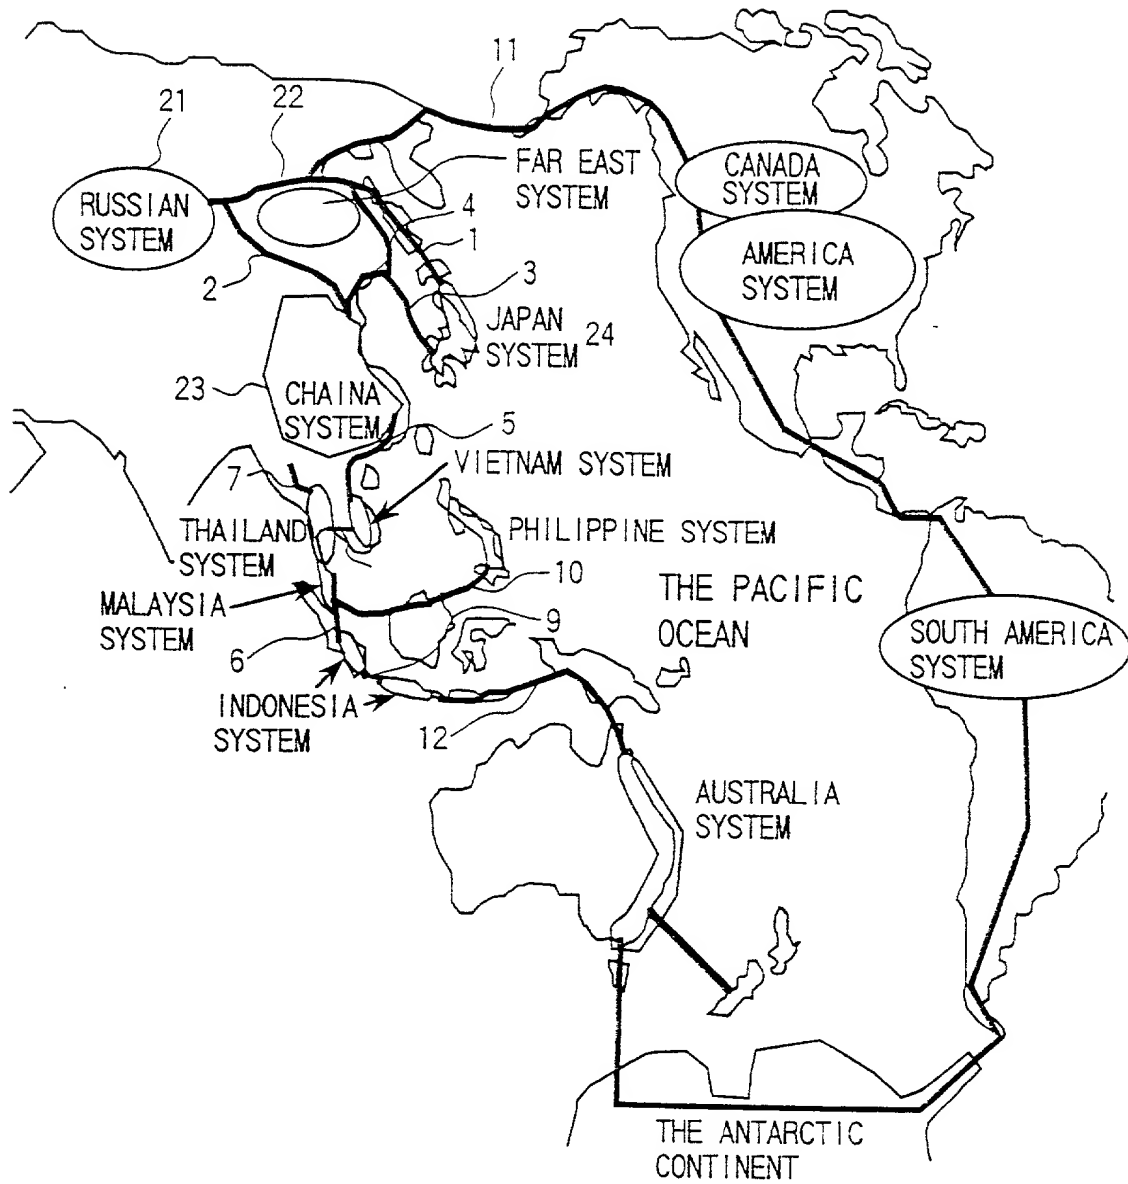 11
21
22
RUSSIAN
SYSTEM
FAR EAST
SYSTEM
CANADA
SYSTEM
4
1
AMERICA
SYSTEM
2
3
JAPAN
SYSTEM
24
23
CHAINA
SYSTEM
5
VIETNAM SYSTEM
7
THAILAND
SYSTEM
PHILIPPINE SYSTEM
10
THE PACIFIC
OCEAN
MALAYSIA
SYSTEM
9
6
SOUTH AMERICA
SYSTEM
INDONESIA
SYSTEM
12
AUSTRALIA
SYSTEM
THE ANTARCTIC
CONTINENT